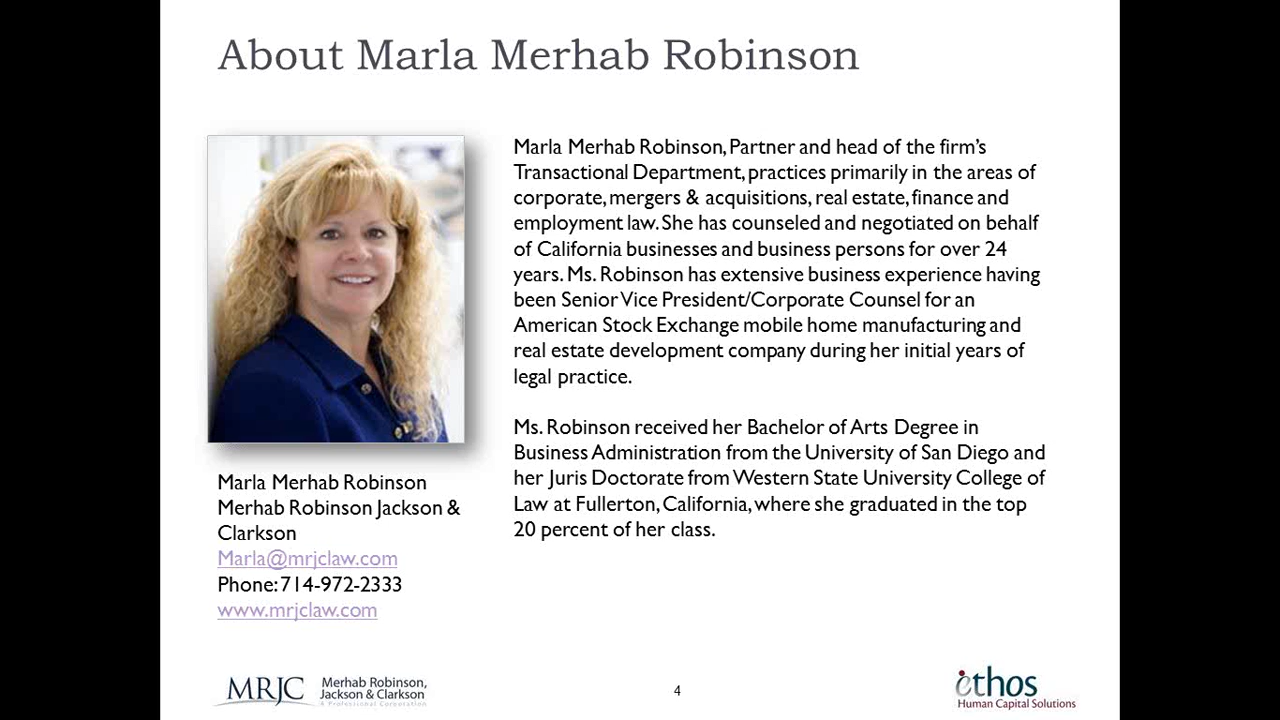 About Marla Merhab Robinson
Marla Merhab Robinson, Partner and head of the firm's
Transactional Department, practices primarily in the areas of
corporate, mergers & acquisitions, real estate, finance and
employment law. She has counseled and negotiated on behalf
of California businesses and business persons for over 24
years. Ms. Robinson has extensive business experience having
been Senior Vice President/Corporate Counsel for an
American Stock Exchange mobile home manufacturing and
real estate development company during her initial years of
legal practice.
Ms. Robinson received her Bachelor of Arts Degree in
Business Administration from the University of San Diego and
her Juris Doctorate from Western State University College of
Law at Fullerton, California, where she graduated in the top
20 percent of her class.
Marla Merhab Robinson
Merhab Robinson Jackson &
Clarkson
Marla@mrjclaw.com
Phone: 714-972-2333
www.mrjclaw.com
MRJC
Merhab Robinson,
Jackson & Clarkson
A Professional Corporation
4
ethos
Human Capital Solutions